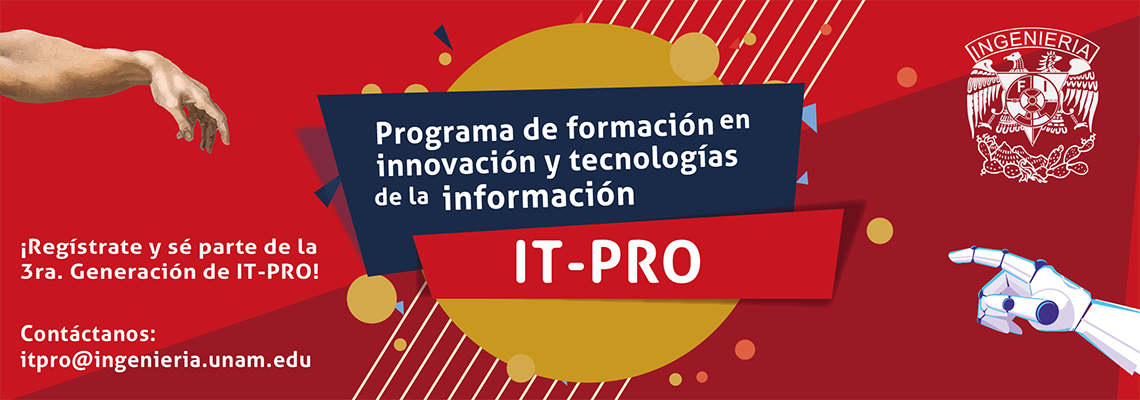 INGENIERIA
F I
Programa de formación en
innovación y tecnologías
de la información
IT-PRO
¡Regístrate y sé parte de la
3ra. Generación de IT-PRO!
Contáctanos:
itpro@ingenieria.unam.edu